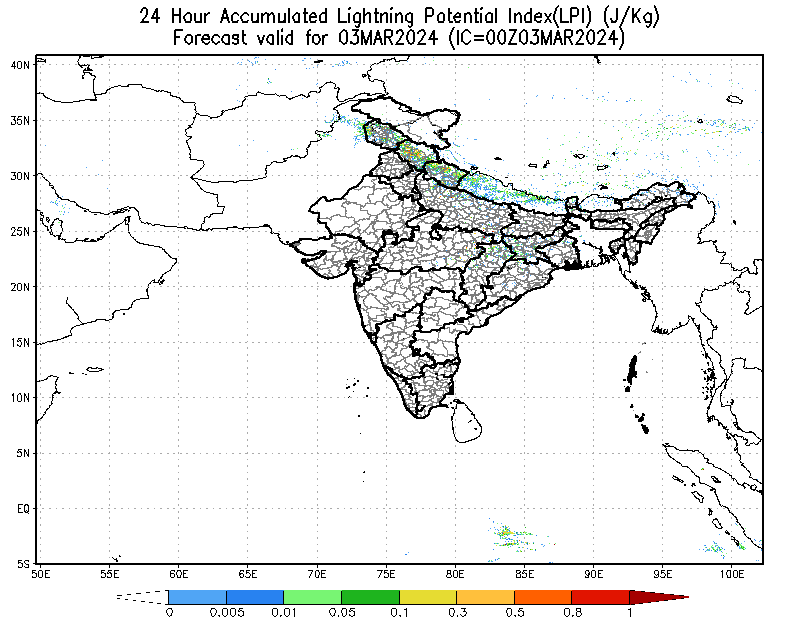 24 Hour Accumulated Lightning Potential Index(LPI) (J/Kg)
Forecast valid for 03MAR2024 (IC=00Z03MAR2024)
40N
35N
30N
25N
20N
15N
10N
5N
EQ
5S
50E 55E 60E 65E 70E 75E 80E 85E 90E 95E 100E
0 0.005 0.01 0.05 0.1 0.3 0.5 0.8 1